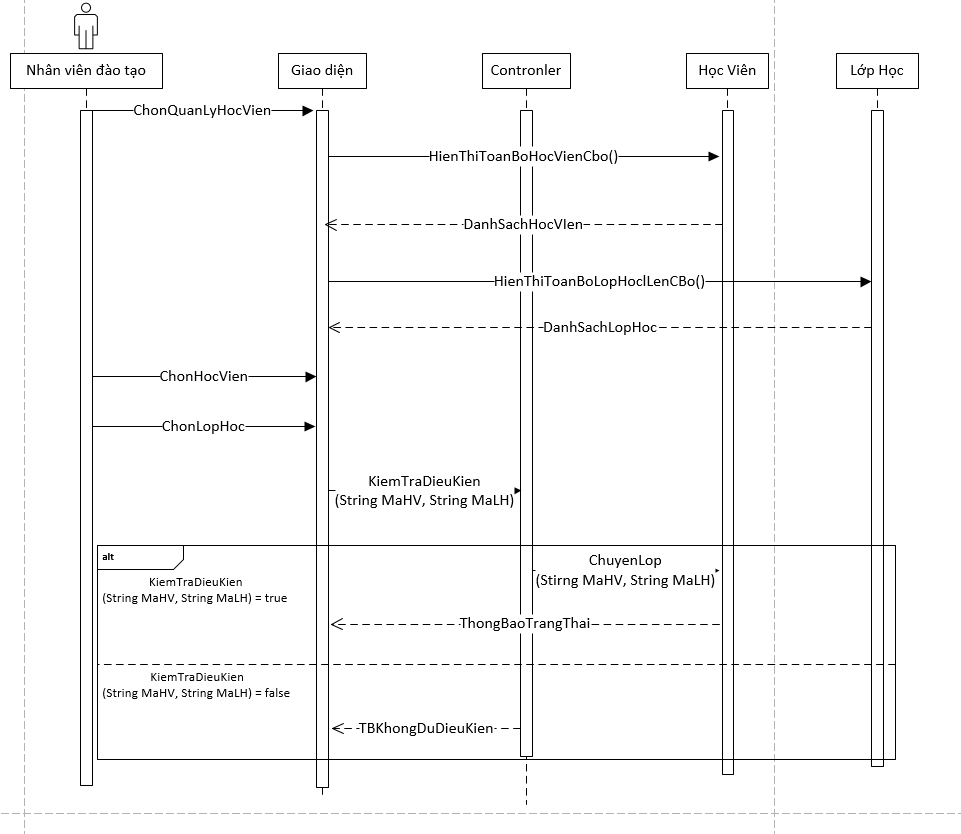 Nhân viên đào tạo
Giao diện
Contronler
Học Viên
Lớp Học
ChonQuanLyHocVien
HienThiToanBoHocVienCbo()
DanhSachHocVIen
HienThiToanBoLopHoclLenCBo()
DanhSachLopHoc
ChonHocVien
ChonLopHoc
KiemTraDieuKien
(String MaHV, String MaLH)
alt
ChuyenLop
(Stirng MaHV, String MaLH)
KiemTraDieuKien
(String MaHV, String MaLH) = true
ThongBaoTrangThai
KiemTraDieuKien
(String MaHV, String MaLH) = false
TBKhongDuDieuKien